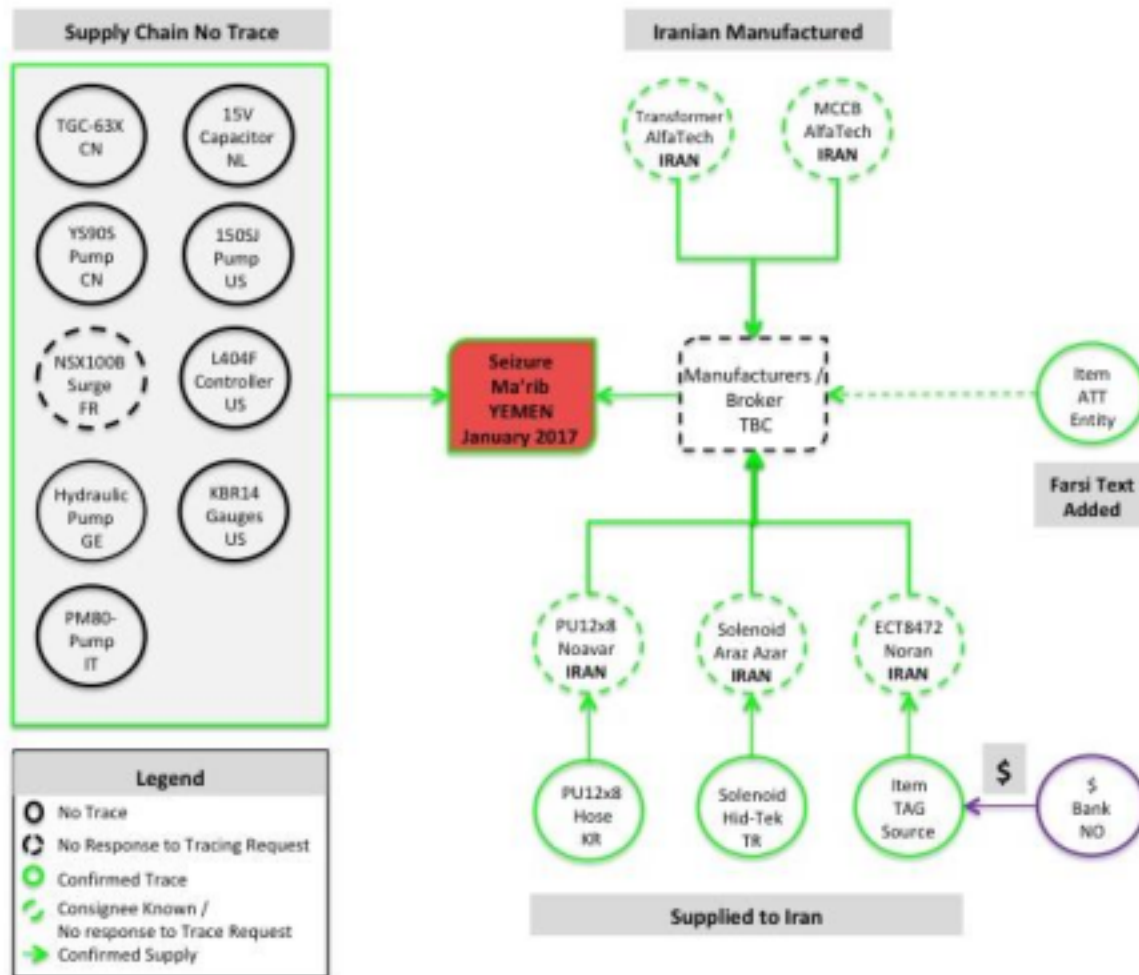 Supply Chain No Trace
TGC-63X
CN
15V
Capacitor
NL
YS90S
Pump
CN
150SJ
Pump
US
NSX100B
Surge
FR
L404F
Controller
US
Hydraulic
Pump
GE
KBR14
Gauges
US
PM80-
Pump
IT
Legend
No Trace
No Response to Tracing Request
Confirmed Trace
Consignee Known /
No response to Trace Request
Confirmed Supply
Seizure
Ma'rib
YEMEN
January 2017
Iranian Manufactured
Transformer
AlfaTech
IRAN
MCCB
AlfaTech
IRAN
Manufacturers /
Broker
TBC
Item
ATT
Entity
Farsi Text
Added
PU12x8
Noavar
IRAN
Solenoid
Araz Azar
IRAN
ECT8472
Noran
IRAN
PU12x8
Hose
KR
Solenoid
Hid-Tek
TR
Item
TAG
Source
$
$
Bank
NO
Supplied to Iran